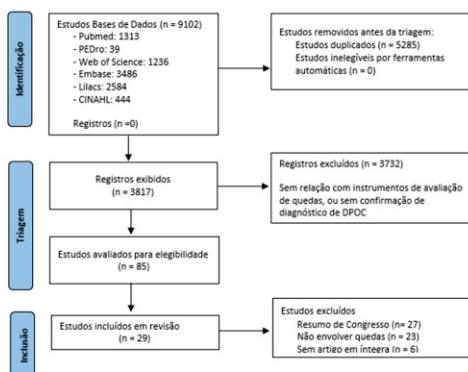 Identificação
Estudos Bases de Dados (n = 9102)
- Pubmed: 1313
- PEDro: 39
- Web of Science: 1236
- Embase: 3486
- Lilacs: 2584
- CINAHL: 444
Registros (n =0)
Estudos removidos antes da triagem:
Estudos duplicados (n = 5285)
Estudos inelegíveis por ferramentas
automáticas (n = 0)
Triagem
Registros exibidos
(n = 3817)
Registros excluídos (n = 3732)
Sem relação com instrumentos de avaliação
de quedas, ou sem confirmação de
diagnóstico de DPOC
Estudos avaliados para elegibilidade
(n = 85)
Inclusão
Estudos incluídos em revisão
(n = 29)
Estudos excluídos
Resumo de Congresso (n= 27)
Não envolver quedas (n = 23)
Sem artigo em íntegra (n = 6)